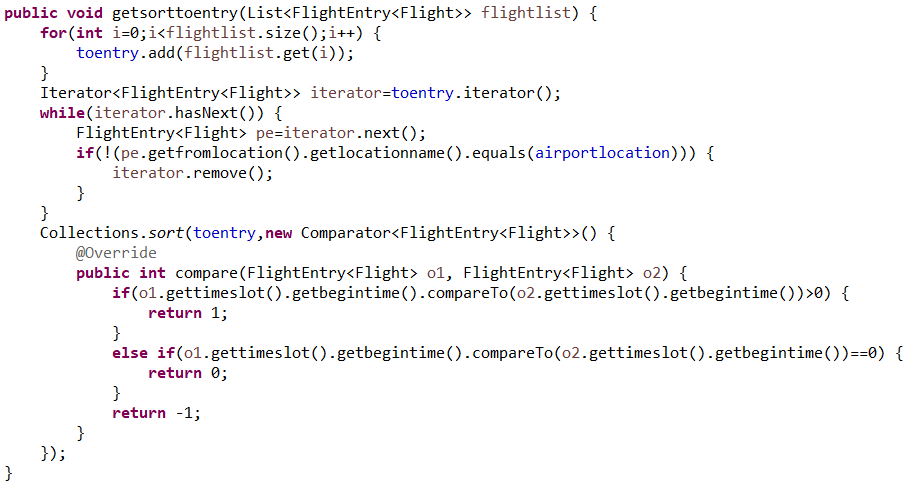 public void getsorttoentry(List<FlightEntry<Flight>> flightlist) {
    for(int i=0;i<flightlist.size();i++) {
        toentry.add(flightlist.get(i));
    }
    Iterator<FlightEntry<Flight>> iterator=toentry.iterator();
    while(iterator.hasNext()) {
        FlightEntry<Flight> pe=iterator.next();
        if(!(pe.getfromlocation().getlocationname().equals(airportlocation))) {
            iterator.remove();
        }
    }
    Collections.sort(toentry,new Comparator<FlightEntry<Flight>>() {
        @Override
        public int compare(FlightEntry<Flight> o1, FlightEntry<Flight> o2) {
            if(o1.gettimeslot().getbegintime().compareTo(o2.gettimeslot().getbegintime())>0) {
                return 1;
            }
            else if(o1.gettimeslot().getbegintime().compareTo(o2.gettimeslot().getbegintime())==0) {
                return 0;
            }
            return -1;
        }
    });
}